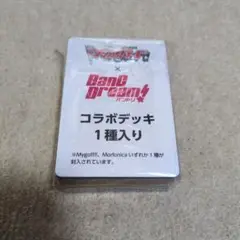 ×
BanG
Dream!
バンドリ!
コラボデッキ
1種入り
※Mygo!!!!!、Morfonicaいずれか1種が
封入されています。